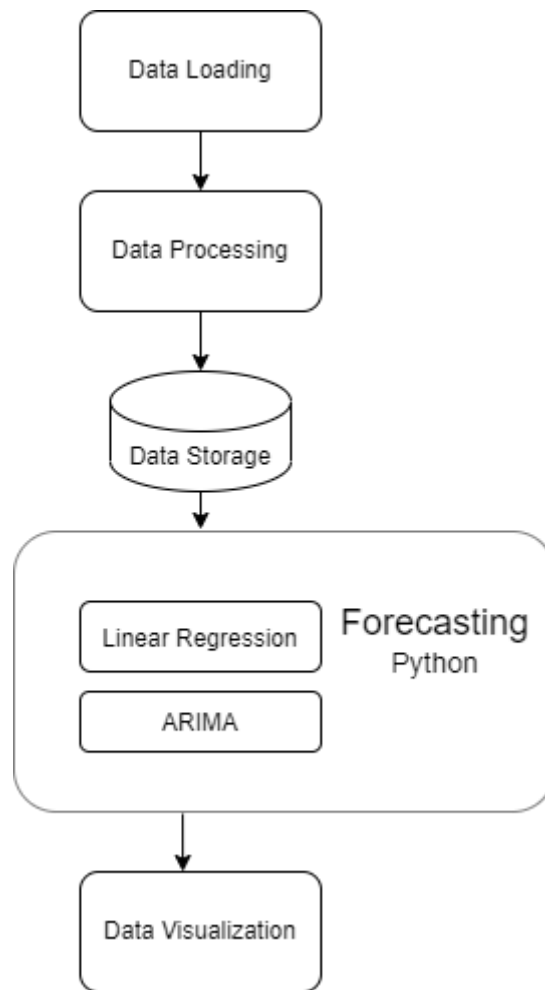 Data Loading
Data Processing
Data Storage
Linear Regression
Forecasting
Python
ARIMA
Data Visualization